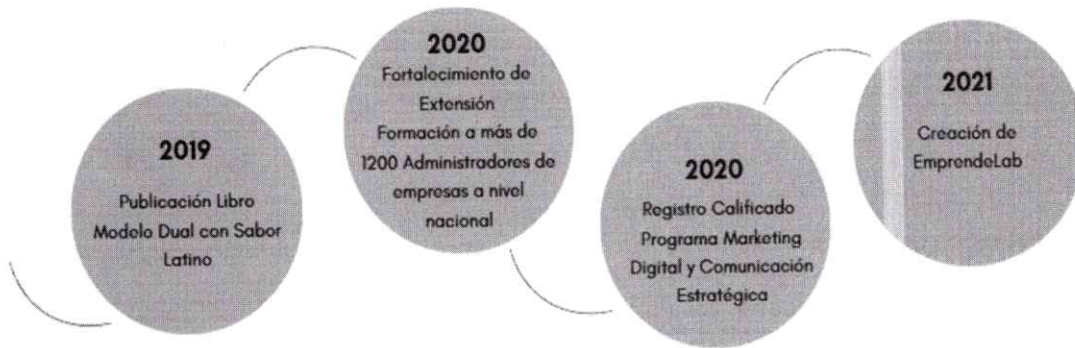 2019
Publicación Libro
Modelo Dual con Sabor
Latino
2020
Fortalecimiento de
Extensión
Formación a más de
1200 Administradores de
empresas a nivel
nacional
2020
Registro Calificado
Programa Marketing
Digital y Comunicación
Estratégica
2021
Creación de
EmprendeLab